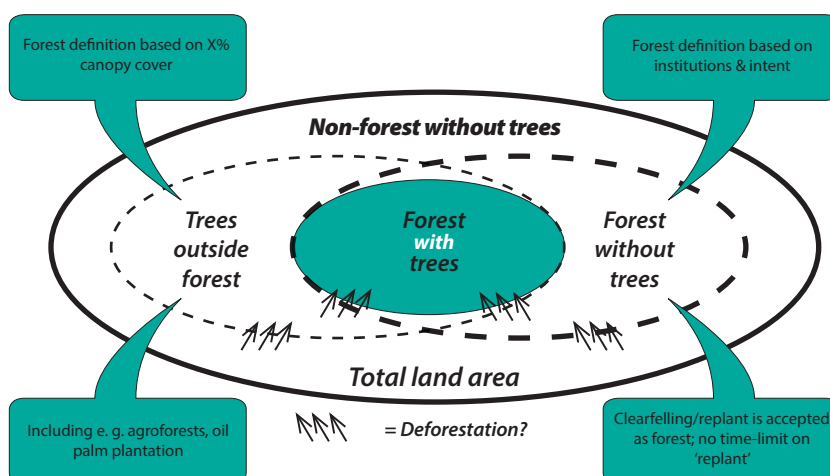 Forest definition based on X%
canopy cover
Forest definition based on
institutions & intent
Non-forest without trees
Trees
outside
forest
Forest
with
trees
Forest
without
trees
Total land area
= Deforestation?
Including e. g. agroforests, oil
palm plantation
Clearfelling/replant is accepted
as forest; no time-limit on
‘replant’